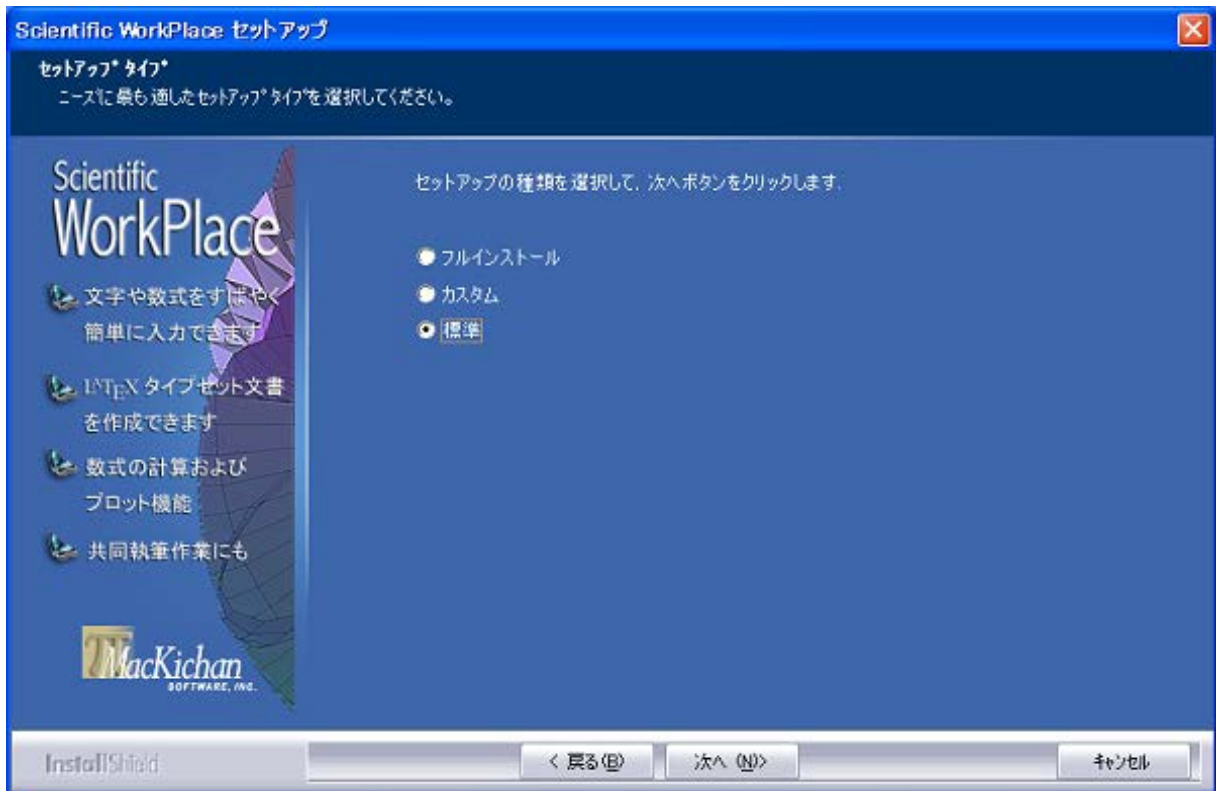 Scientific WorkPlace セットアップ
セットアップ タイプ
ニーズに最も適したセットアップ タイプを選択してください。
Scientific
WorkPlace
文字や数式をすばやく
簡単に入力できます
LATEX タイプセット文書
を作成できます
数式の計算および
プロット機能
共同執筆作業にも
MacKichan
SOFTWARE, INC.
セットアップの種類を選択して, 次へボタンをクリックします.
フルインストール
カスタム
標準
InstallShield
< 戻る(B)
次へ (N)>
キャンセル